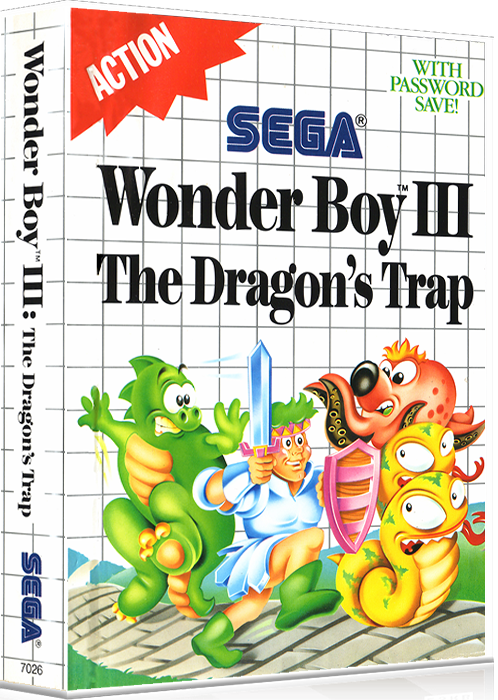 ACTION
WITH
PASSWORD
SAVE!
SEGA®
Wonder Boy™ III
The Dragon's Trap
Wonder Boy™ III: The Dragon's Trap
SEGA®
7026